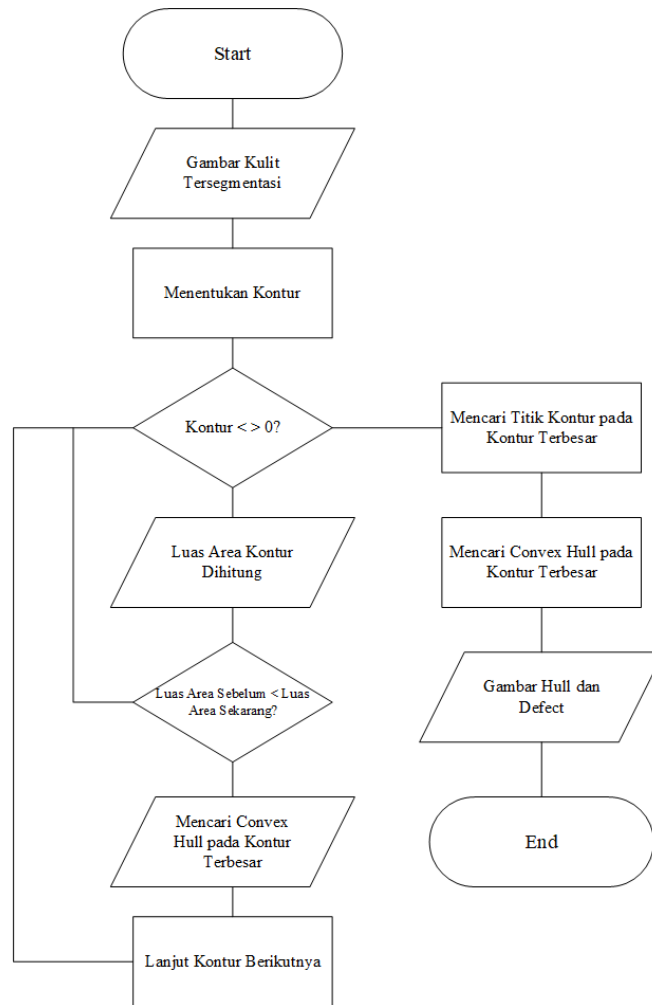 Start
Gambar Kulit
Tersegmentasi
Menentukan Kontur
Kontur < > 0?
Luas Area Kontur
Dihitung
Luas Area Sebelum < Luas
Area Sekarang?
Mencari Convex
Hull pada Kontur
Terbesar
Lanjut Kontur Berikutnya
Mencari Titik Kontur pada
Kontur Terbesar
Mencari Convex Hull pada
Kontur Terbesar
Gambar Hull dan
Defect
End